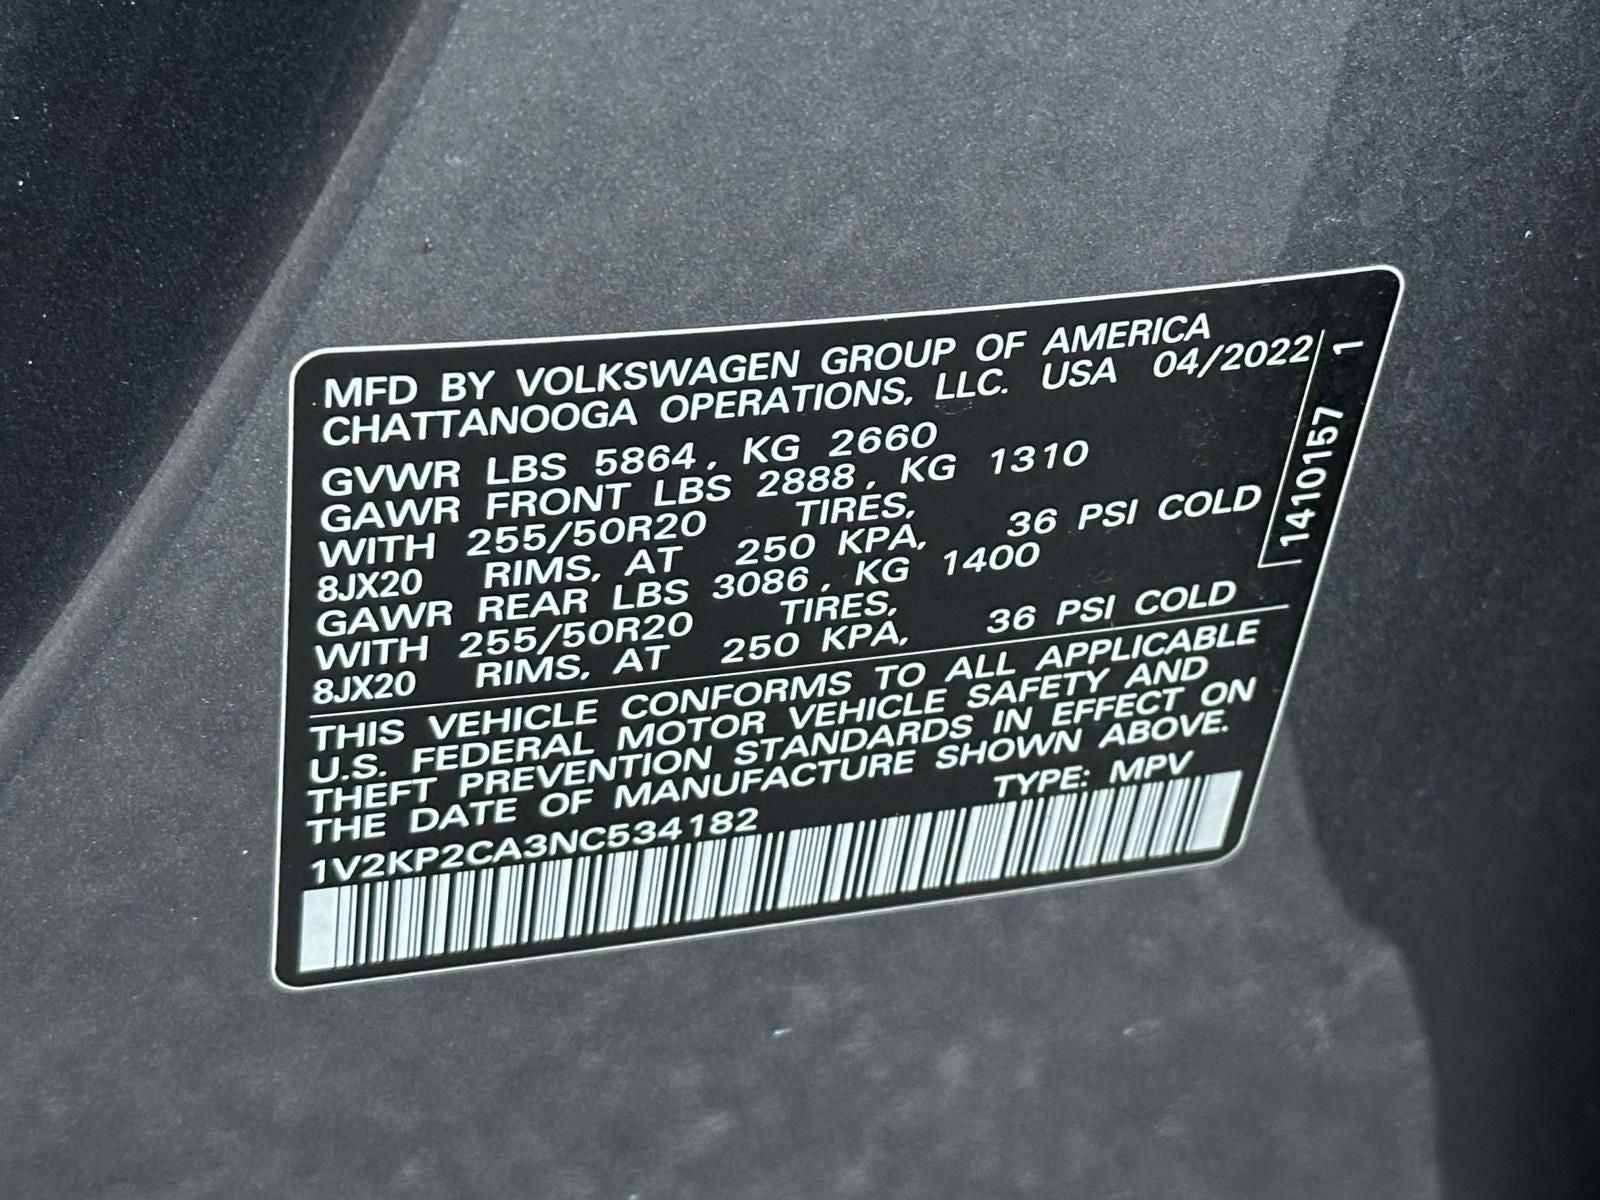 MFD BY VOLKSWAGEN GROUP OF AMERICA
CHATTANOOGA OPERATIONS, LLC. USA 04/2022
GVWR LBS 5864, KG 2660
GAWR FRONT LBS 2888, KG 1310
WITH 255/50R20 TIRES,
8JX20 RIMS, AT 250 KPA, 36 PSI COLD
GAWR REAR LBS 3086, KG 1400
WITH 255/50R20 TIRES,
8JX20 RIMS, AT 250 KPA, 36 PSI COLD
THIS VEHICLE CONFORMS TO ALL APPLICABLE
U.S. FEDERAL MOTOR VEHICLE SAFETY AND
THEFT PREVENTION STANDARDS IN EFFECT ON
THE DATE OF MANUFACTURE SHOWN ABOVE.
1V2KP2CA3NC534182 TYPE: MPV
1410157 1